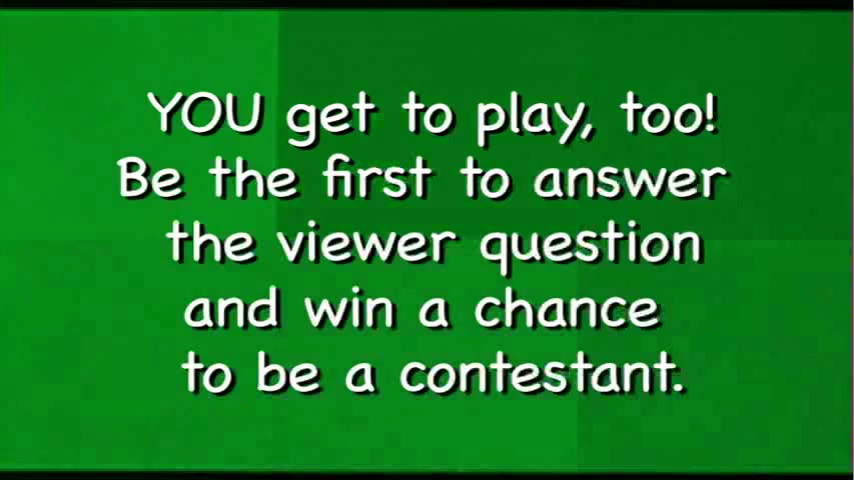 YOU get to play, too!
Be the first to answer
the viewer question
and win a chance
to be a contestant.